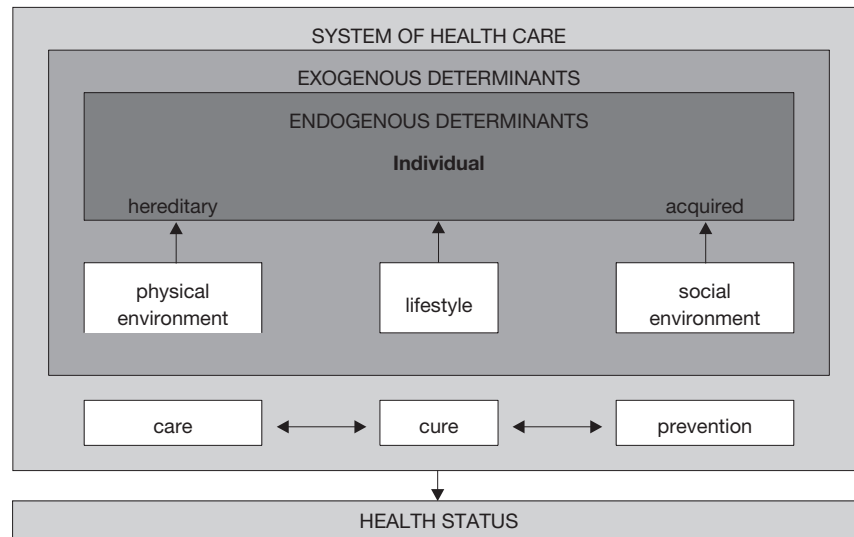 SYSTEM OF HEALTH CARE
EXOGENOUS DETERMINANTS
ENDOGENOUS DETERMINANTS
Individual
hereditary
acquired
physical
environment
lifestyle
social
environment
care
cure
prevention
HEALTH STATUS